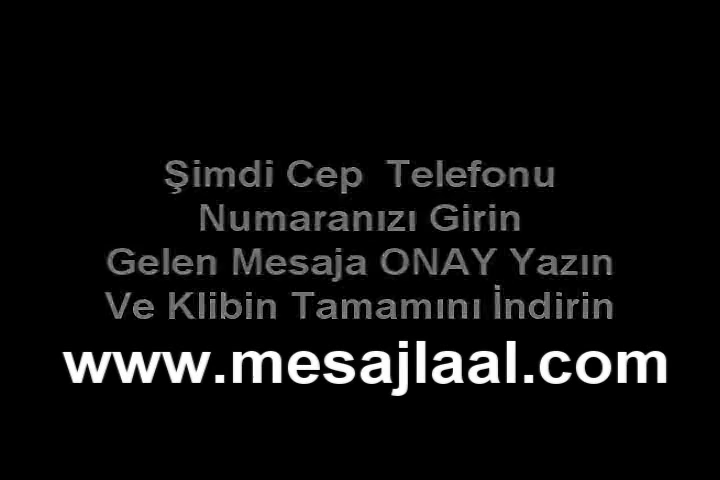 Şimdi Cep Telefonu
Numaranızı Girin
Gelen Mesaja ONAY Yazın
Ve Klibin Tamamını İndirin
www.mesajlaal.com